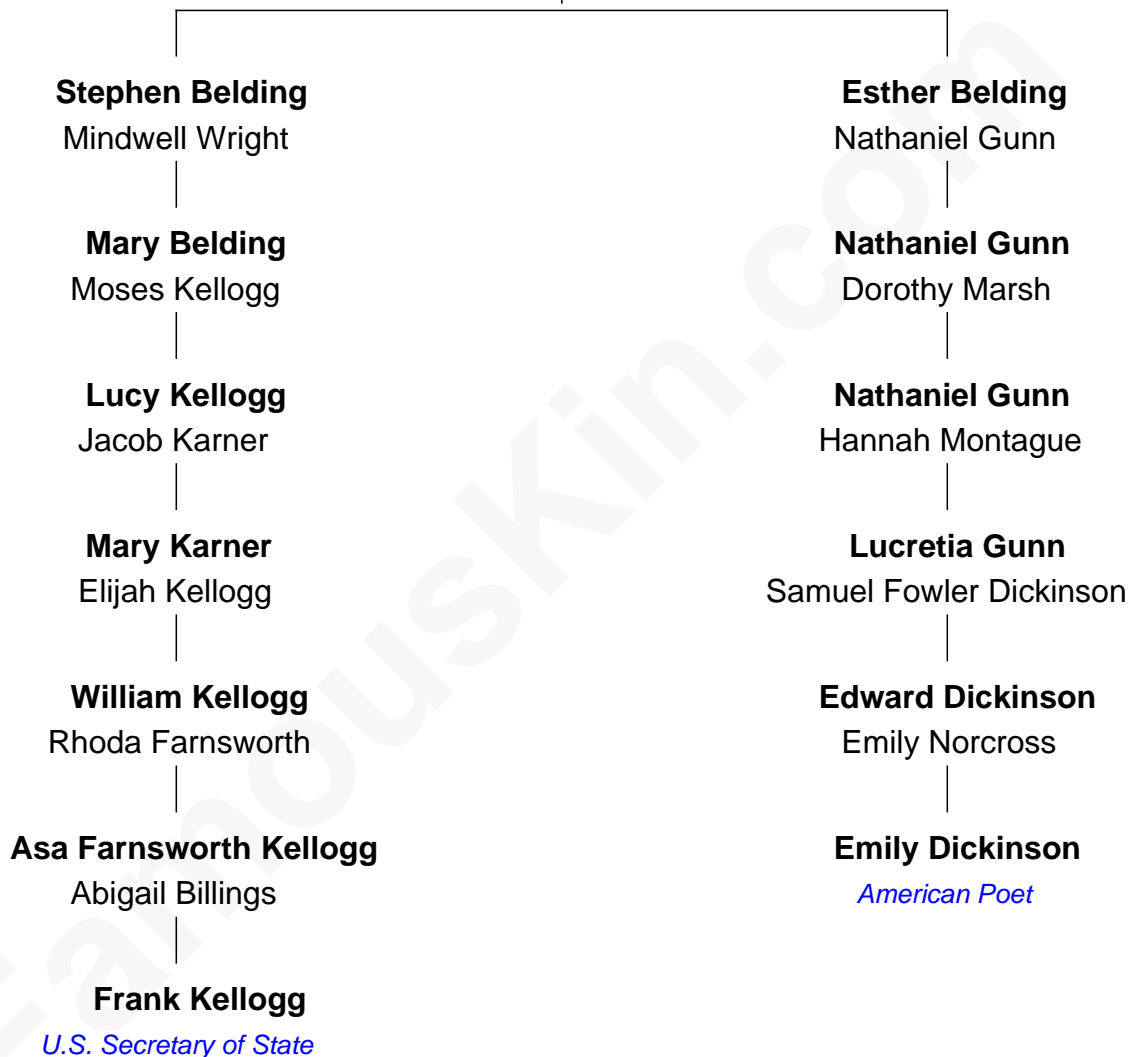 Stephen Belding
Mindwell Wright
Mary Belding
Moses Kellogg
Lucy Kellogg
Jacob Karner
Mary Karner
Elijah Kellogg
William Kellogg
Rhoda Farnsworth
Asa Farnsworth Kellogg
Abigail Billings
Frank Kellogg
U.S. Secretary of State
Esther Belding
Nathaniel Gunn
Nathaniel Gunn
Dorothy Marsh
Nathaniel Gunn
Hannah Montague
Lucretia Gunn
Samuel Fowler Dickinson
Edward Dickinson
Emily Norcross
Emily Dickinson
American Poet
FamousKin.com